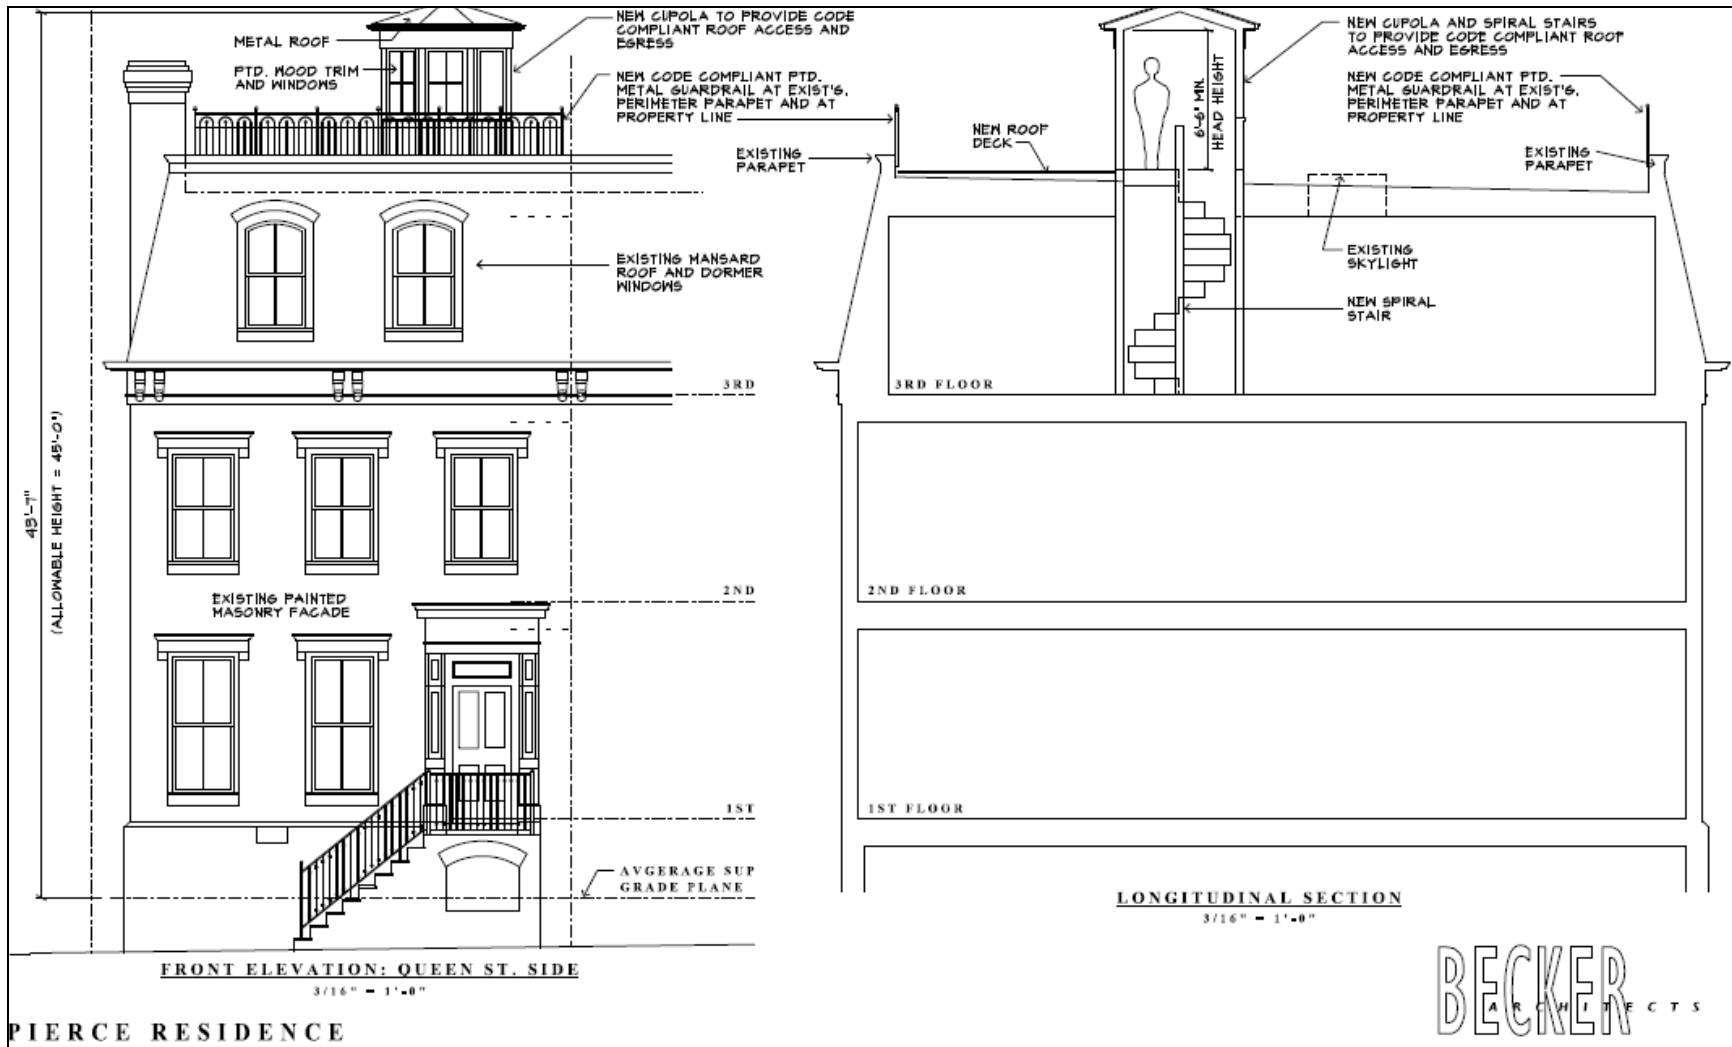 METAL ROOF
PTD. WOOD TRIM
AND WINDOWS
NEW CUPOLA TO PROVIDE CODE
COMPLIANT ROOF ACCESS AND
EGRESS
NEW CODE COMPLIANT PTD.
METAL GUARDRAIL AT EXIST'G.
PERIMETER PARAPET AND AT
PROPERTY LINE
EXISTING
PARAPET
EXISTING MANSARD
ROOF AND DORMER
WINDOWS
3RD
2ND
1ST
EXISTING PAINTED
MASONRY FACADE
43'-7"
(ALLOWABLE HEIGHT = 45'-0")
AVGERAGE SUP
GRADE PLANE
FRONT ELEVATION: QUEEN ST. SIDE
3/16" = 1'-0"
NEW ROOF
DECK
6'-6" MIN.
HEAD HEIGHT
NEW CUPOLA AND SPIRAL STAIRS
TO PROVIDE CODE COMPLIANT ROOF
ACCESS AND EGRESS
NEW CODE COMPLIANT PTD.
METAL GUARDRAIL AT EXIST'G.
PERIMETER PARAPET AND AT
PROPERTY LINE
EXISTING
PARAPET
EXISTING
SKYLIGHT
NEW SPIRAL
STAIR
3RD FLOOR
2ND FLOOR
1ST FLOOR
LONGITUDINAL SECTION
3/16" = 1'-0"
BECKER
ARCHITECTS
PIERCE RESIDENCE